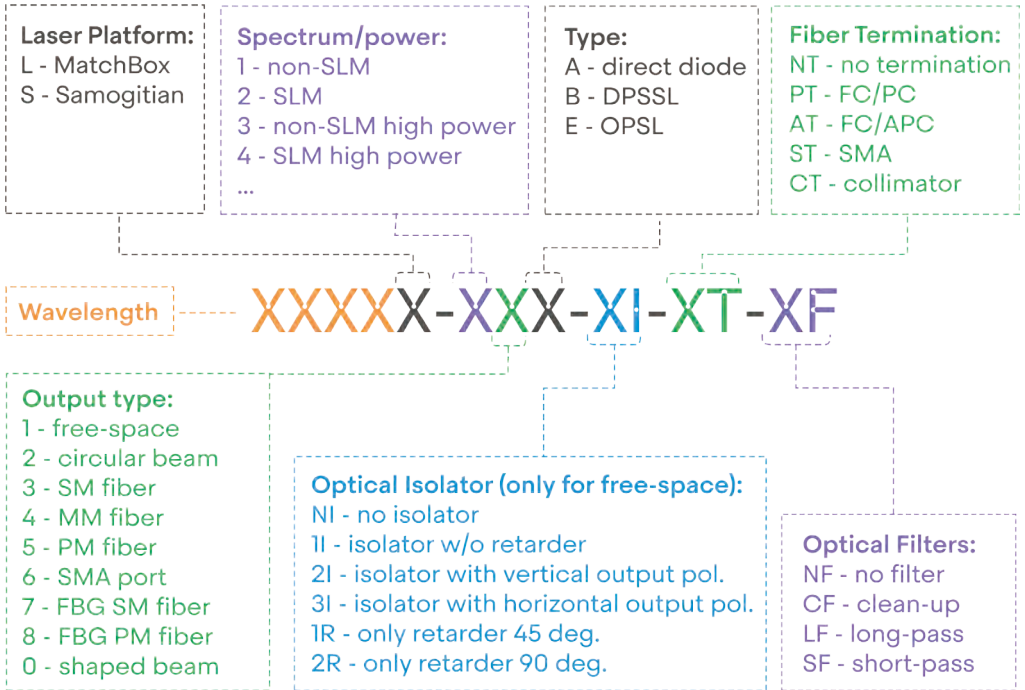 Laser Platform:
L - MatchBox
S - Samogitian
Spectrum/power:
1 - non-SLM
2 - SLM
3 - non-SLM high power
4 - SLM high power
...
Type:
A - direct diode
B - DPSSL
E - OPSL
Fiber Termination:
NT - no termination
PT - FC/PC
AT - FC/APC
ST - SMA
CT - collimator
Wavelength
XXXXX-XXX-XI-XT-XF
Output type:
1 - free-space
2 - circular beam
3 - SM fiber
4 - MM fiber
5 - PM fiber
6 - SMA port
7 - FBG SM fiber
8 - FBG PM fiber
0 - shaped beam
Optical Isolator (only for free-space):
NI - no isolator
1I - isolator w/o retarder
2I - isolator with vertical output pol.
3I - isolator with horizontal output pol.
1R - only retarder 45 deg.
2R - only retarder 90 deg.
Optical Filters:
NF - no filter
CF - clean-up
LF - long-pass
SF - short-pass